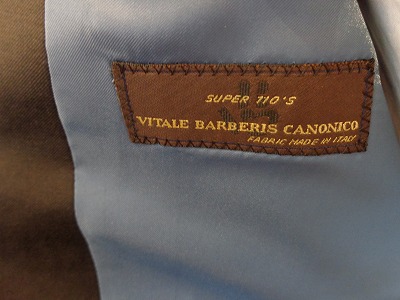 SUPER 110'S
VITALE BARBERIS CANONICO
FABRIC MADE IN ITALY